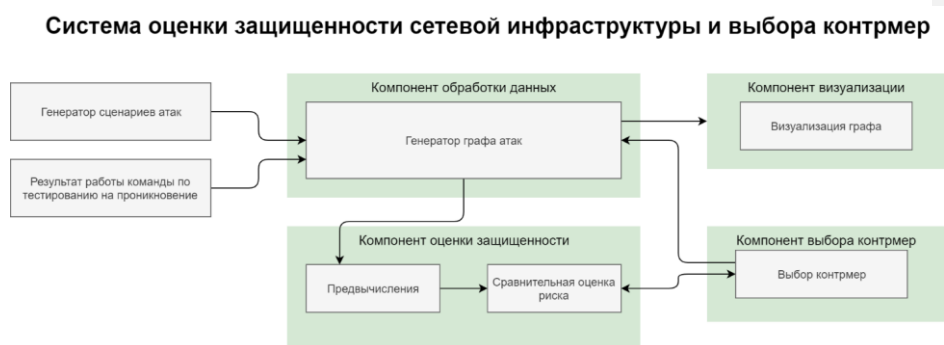 Система оценки защищенности сетевой инфраструктуры и выбора контрмер
Генератор сценариев атак
Результат работы команды по
тестированию на проникновение
Компонент обработки данных
Генератор графа атак
Компонент визуализации
Визуализация графа
Компонент оценки защищенности
Предвычисления
Сравнительная оценка
риска
Компонент выбора контрмер
Выбор контрмер